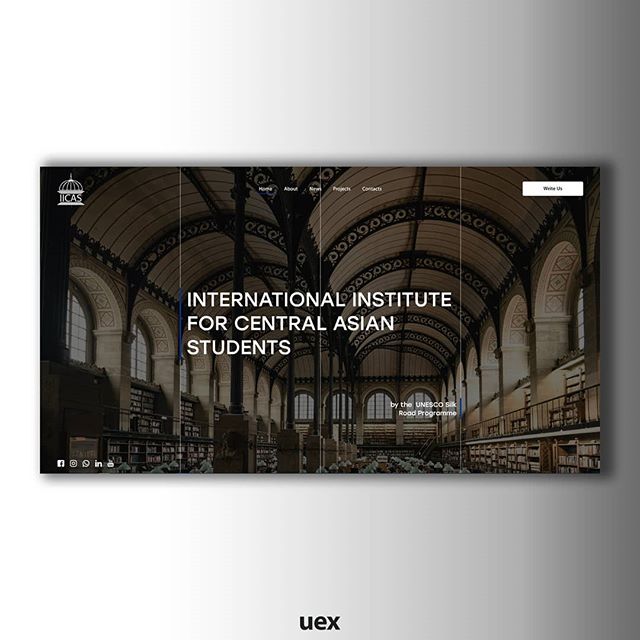 IICAS
Home About News Projects Contacts
Write Us
INTERNATIONAL INSTITUTE
FOR CENTRAL ASIAN
STUDENTS
by the UNESCO Silk
Road Programme
uex